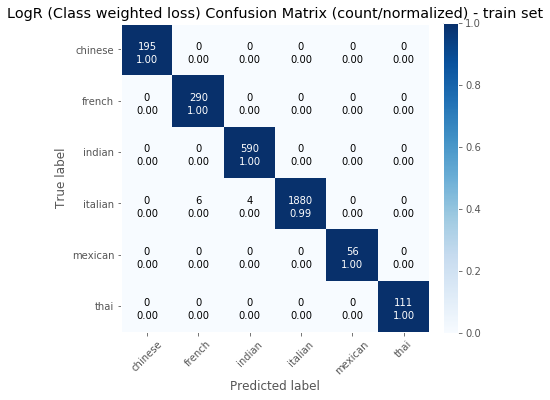 LogR (Class weighted loss) Confusion Matrix (count/normalized) - train set
chinese 195 0 0 0 0 0
1.00 0.00 0.00 0.00 0.00 0.00
french 0 290 0 0 0 0
0.00 1.00 0.00 0.00 0.00 0.00
indian 0 0 590 0 0 0
0.00 0.00 1.00 0.00 0.00 0.00
italian 0 6 4 1880 0 0
0.00 0.00 0.00 0.99 0.00 0.00
mexican 0 0 0 0 56 0
0.00 0.00 0.00 0.00 1.00 0.00
thai 0 0 0 0 0 111
0.00 0.00 0.00 0.00 0.00 1.00
chinese french indian italian mexican thai
True label
Predicted label
1.0
0.8
0.6
0.4
0.2
0.0